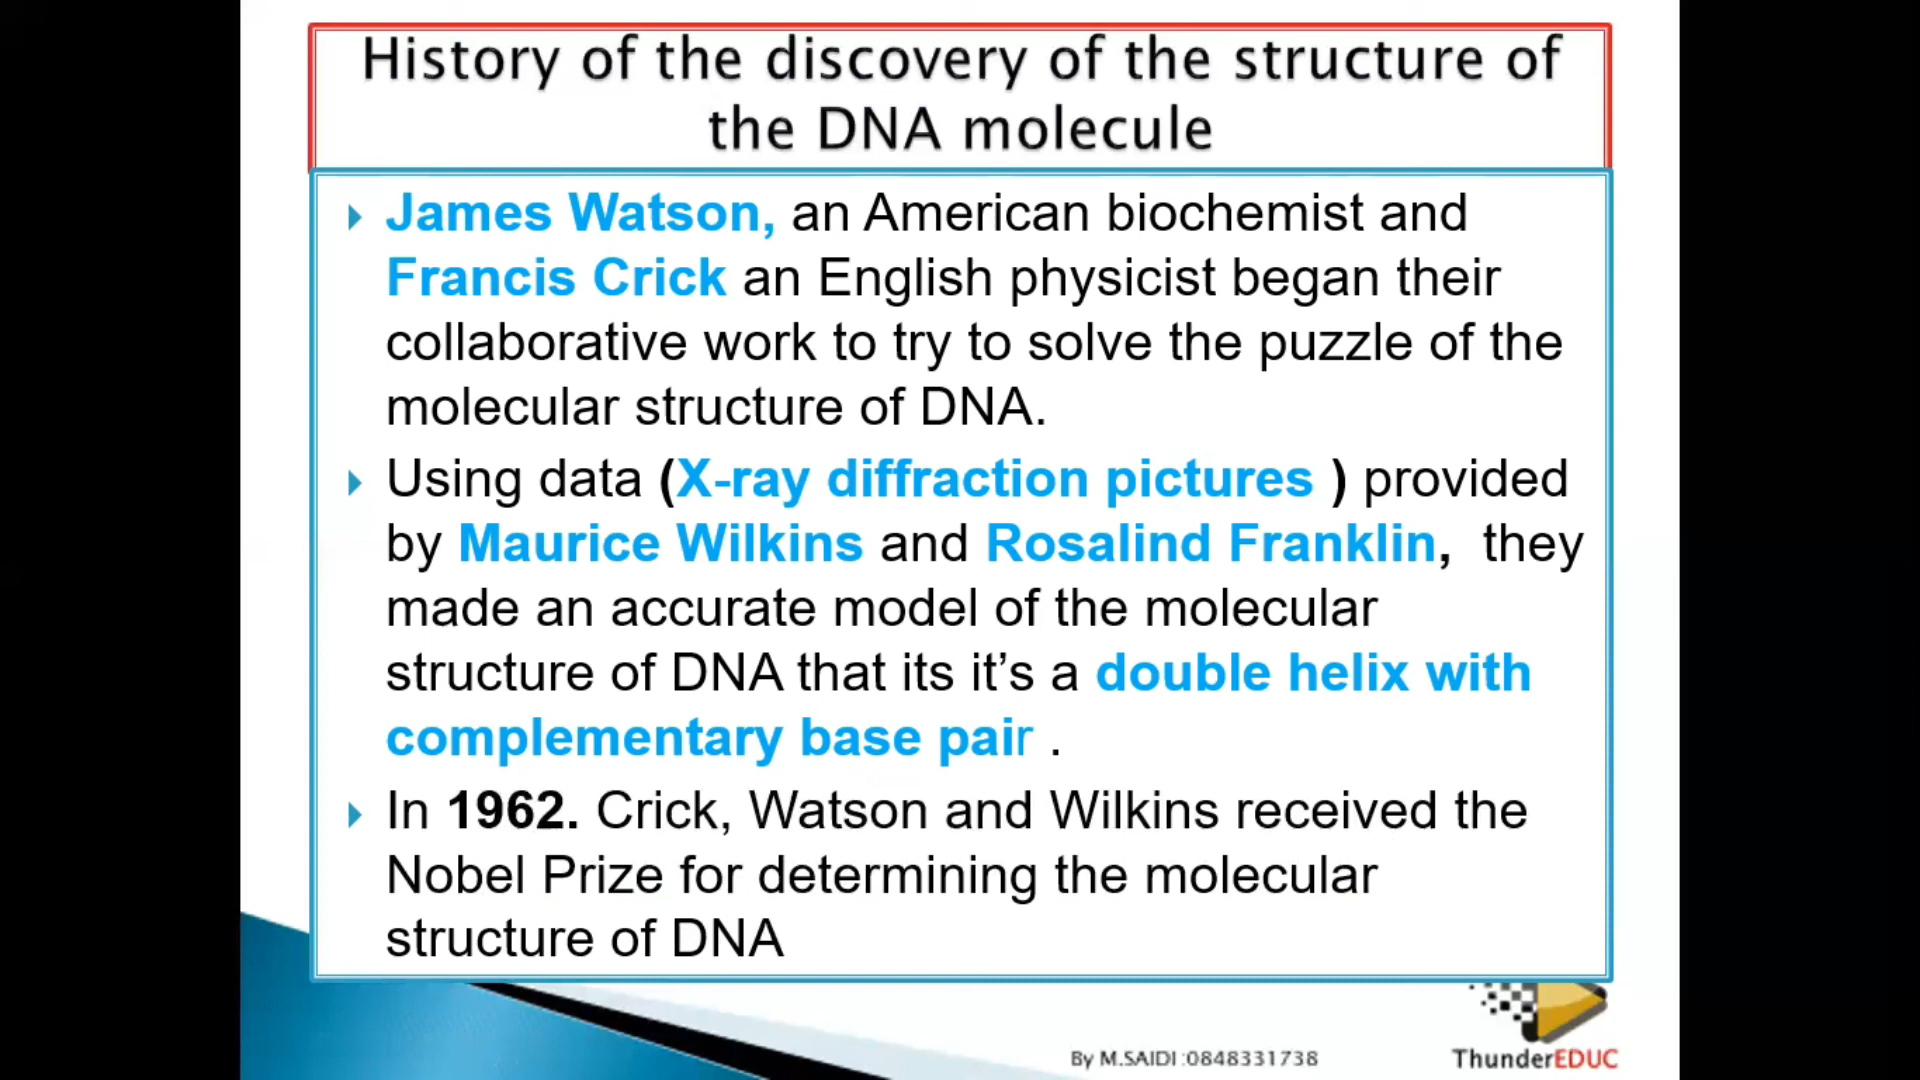 History of the discovery of the structure of
the DNA molecule
James Watson, an American biochemist and
Francis Crick an English physicist began their
collaborative work to try to solve the puzzle of the
molecular structure of DNA.
Using data (X-ray diffraction pictures ) provided
by Maurice Wilkins and Rosalind Franklin, they
made an accurate model of the molecular
structure of DNA that its it’s a double helix with
complementary base pair .
In 1962. Crick, Watson and Wilkins received the
Nobel Prize for determining the molecular
structure of DNA
By M.SAIDI :0848331738
ThunderEDUC